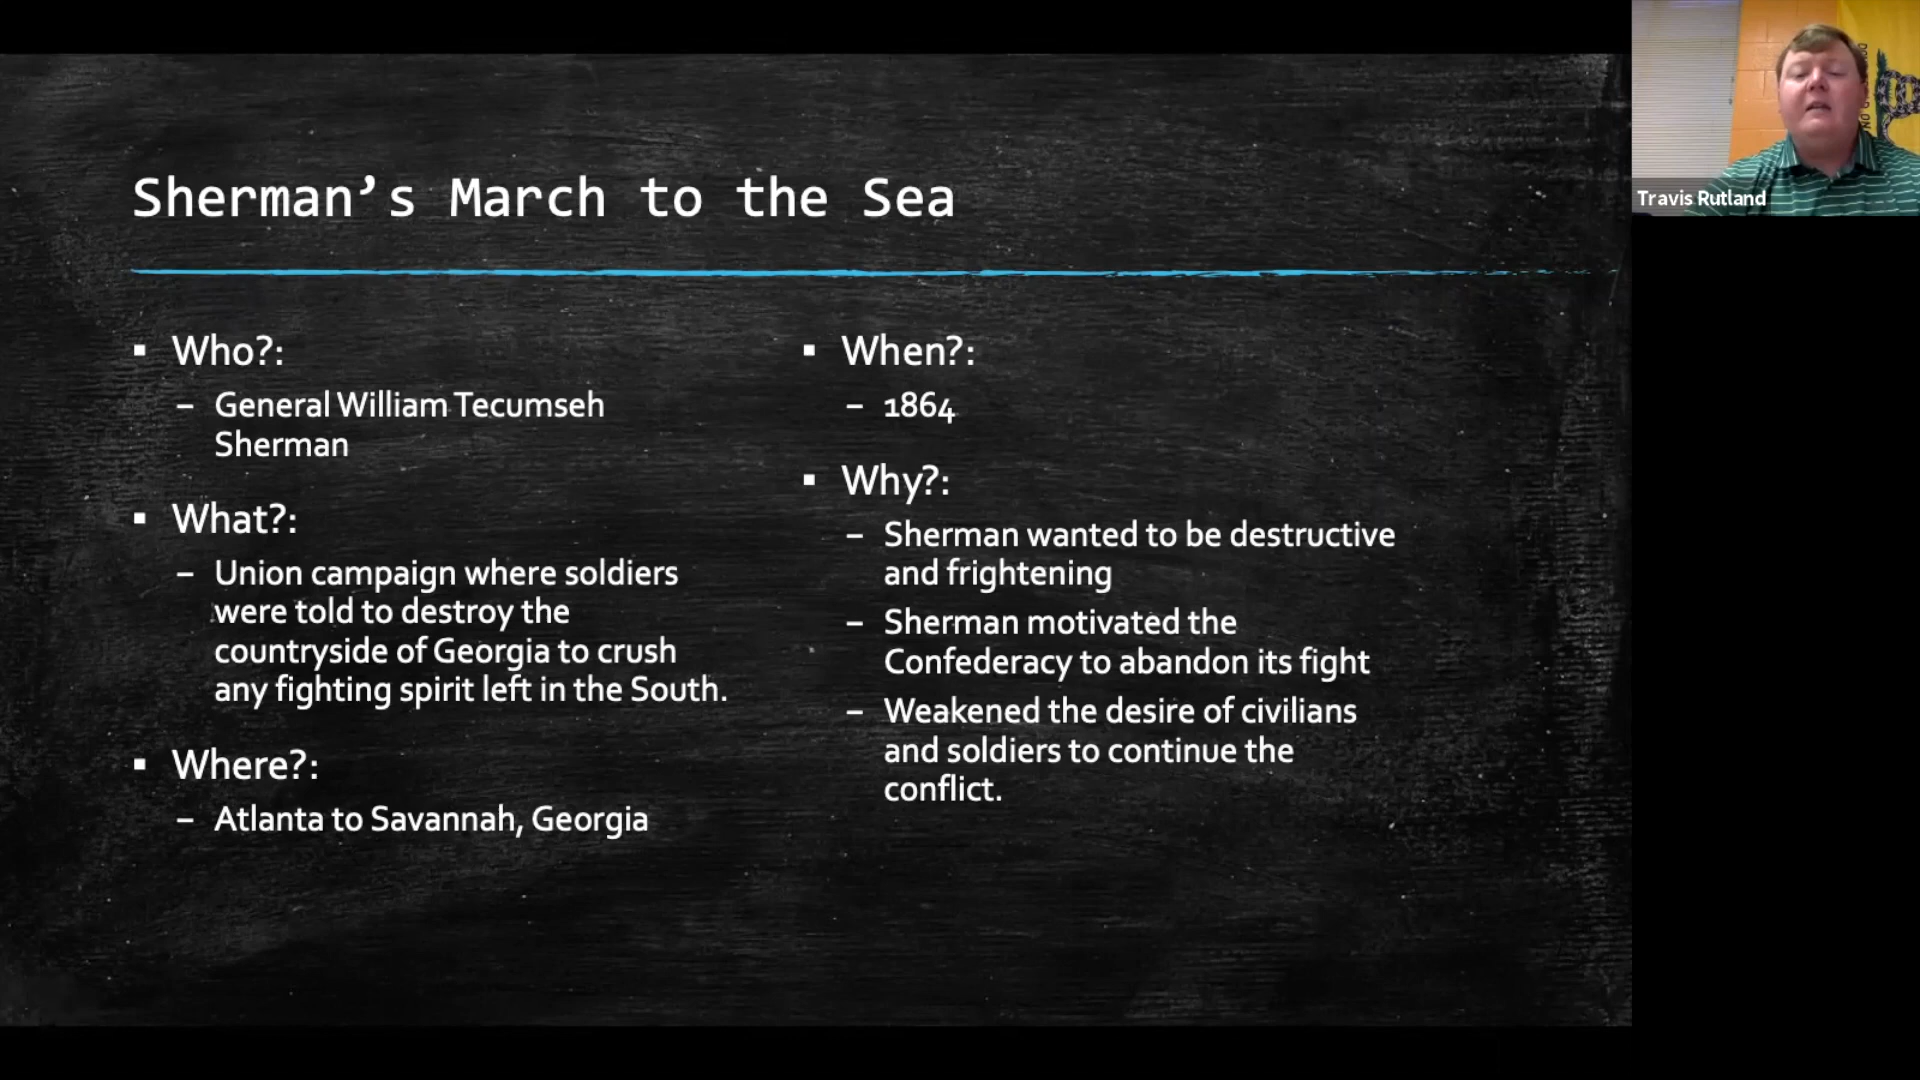 Sherman's March to the Sea
▪ Who?:
– General William Tecumseh
Sherman
▪ What?:
– Union campaign where soldiers
were told to destroy the
countryside of Georgia to crush
any fighting spirit left in the South.
▪ Where?:
– Atlanta to Savannah, Georgia
▪ When?:
– 1864
▪ Why?:
– Sherman wanted to be destructive
and frightening
– Sherman motivated the
Confederacy to abandon its fight
– Weakened the desire of civilians
and soldiers to continue the
conflict.
Travis Rutland